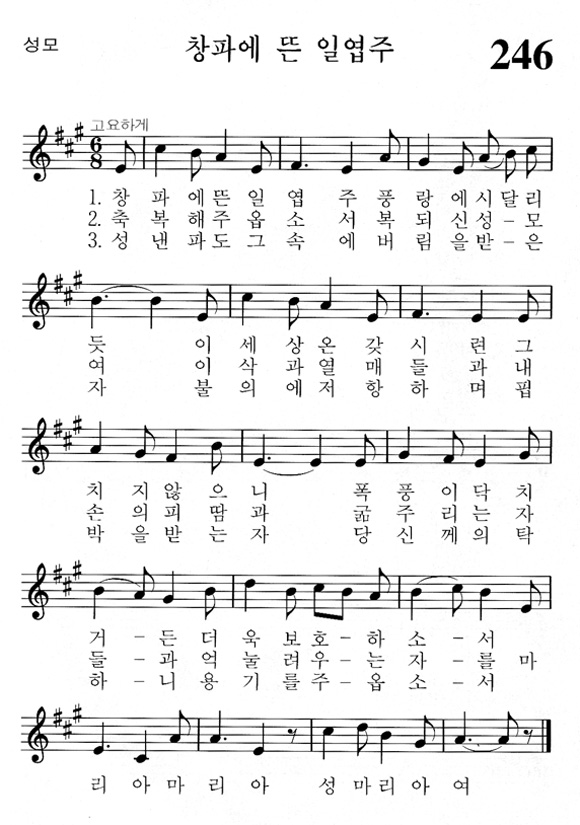 성모
창파에 뜬 일엽주
246
고요하게
6
8
1. 창 파 에 뜬 일 엽 주 풍 랑 에 시 달 리
2. 축 복 해 주 옵 소 서 복 되 신 성 – 모
3. 성 낸 파 도 그 속 에 버 림 을 받 – 은
듯 이 세 상 온 갖 시 련 그
여 이 삭 과 열 매 들 과 내
자 불 의 에 저 항 하 며 핍
치 지 않 으 니 폭 풍 이 닥 치
손 의 피 땀 과 굶 주 리 는 자
박 을 받 는 자 당 신 께 의 탁
거 – 든 더 욱 보 호 – 하 소 – 서
들 – 과 억 눌 려 우 – 는 자 – 를 마
하 – 니 용 기 를 주 – 옵 소 – 서
리 아 마 리 아 성 마 리 아 여